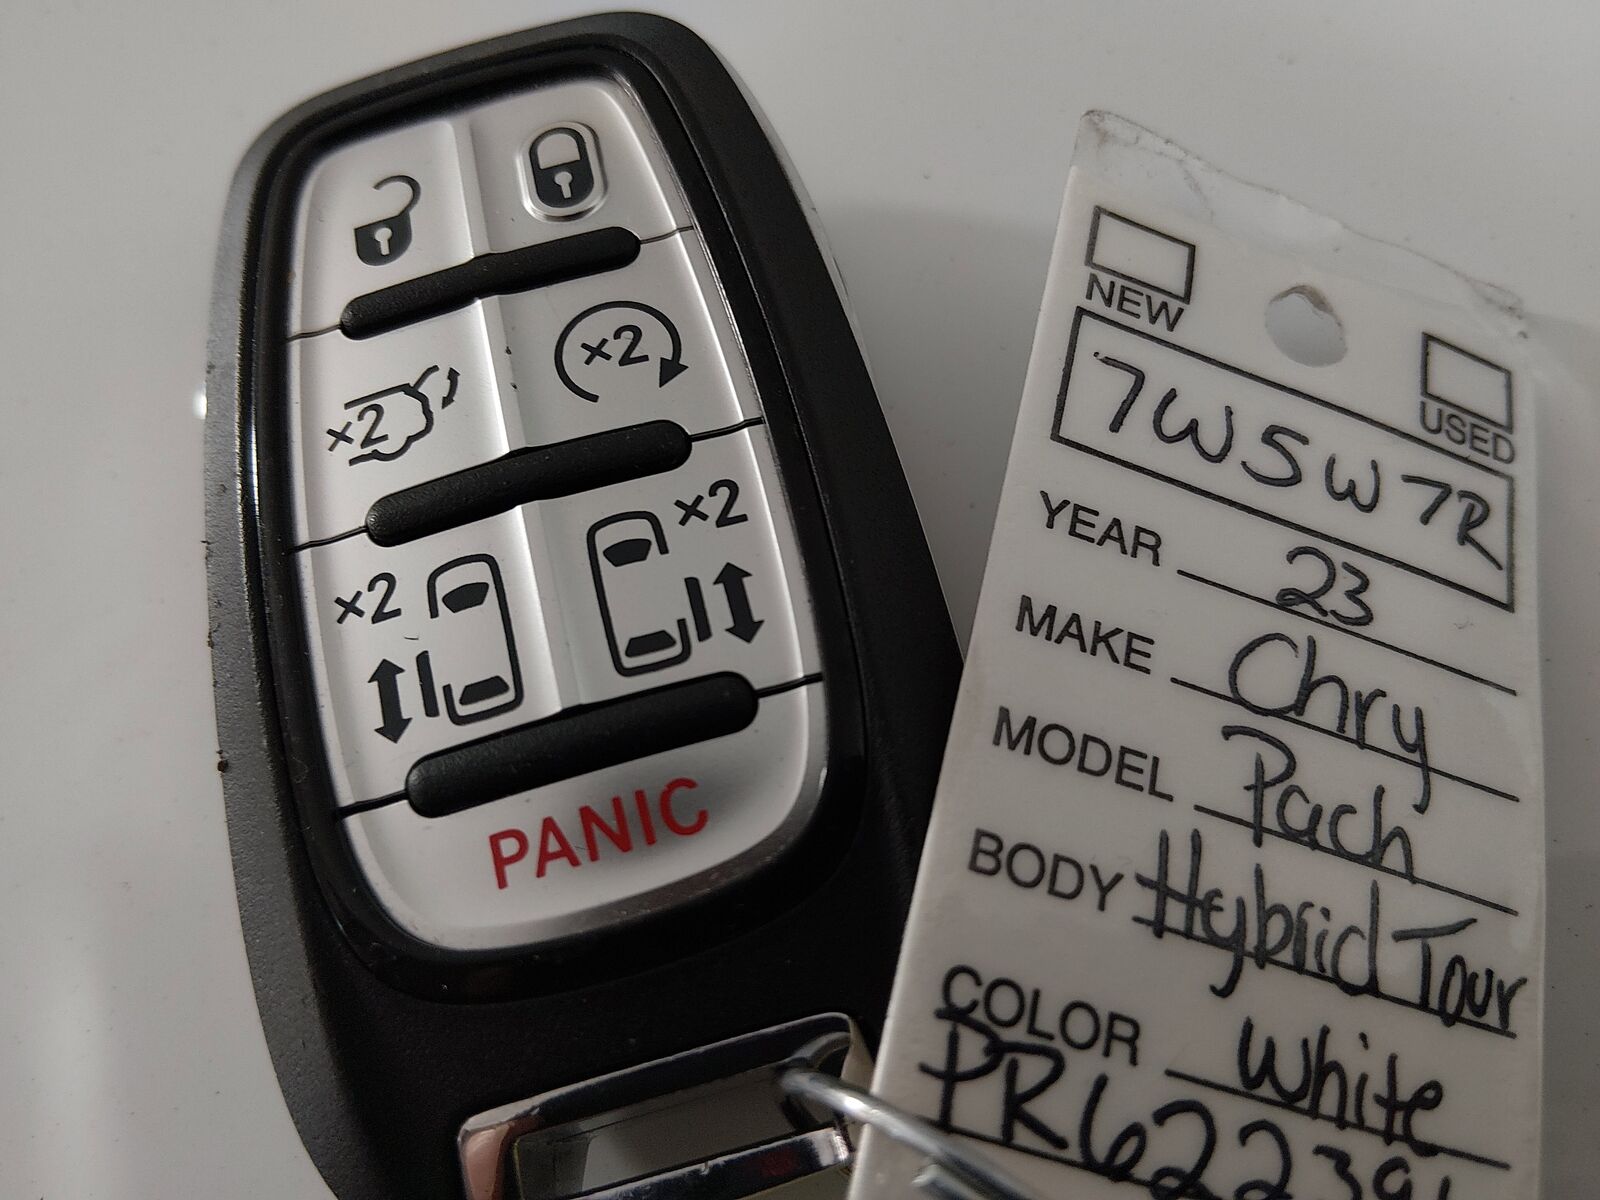 ×2
×2
×2
×2
PANIC
NEW
USED
7W5W7R
YEAR 23
MAKE Chry
MODEL Pach
BODY Hybrid Tour
COLOR White